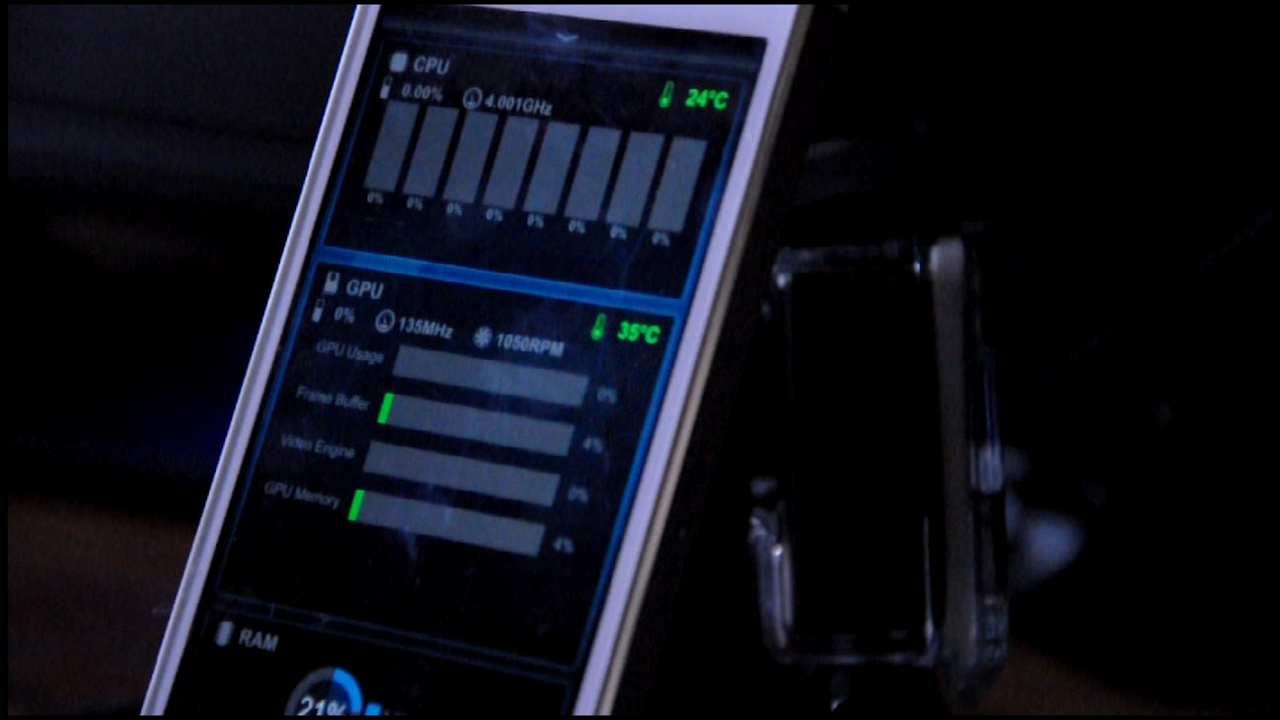 CPU
0.00% 4.001GHz 24°C
0% 0% 0% 0% 0% 0% 0% 0%
GPU
0% 135MHz 1050RPM 35°C
GPU Usage 0%
Frame Buffer 4%
Video Engine 0%
GPU Memory 4%
RAM
21%